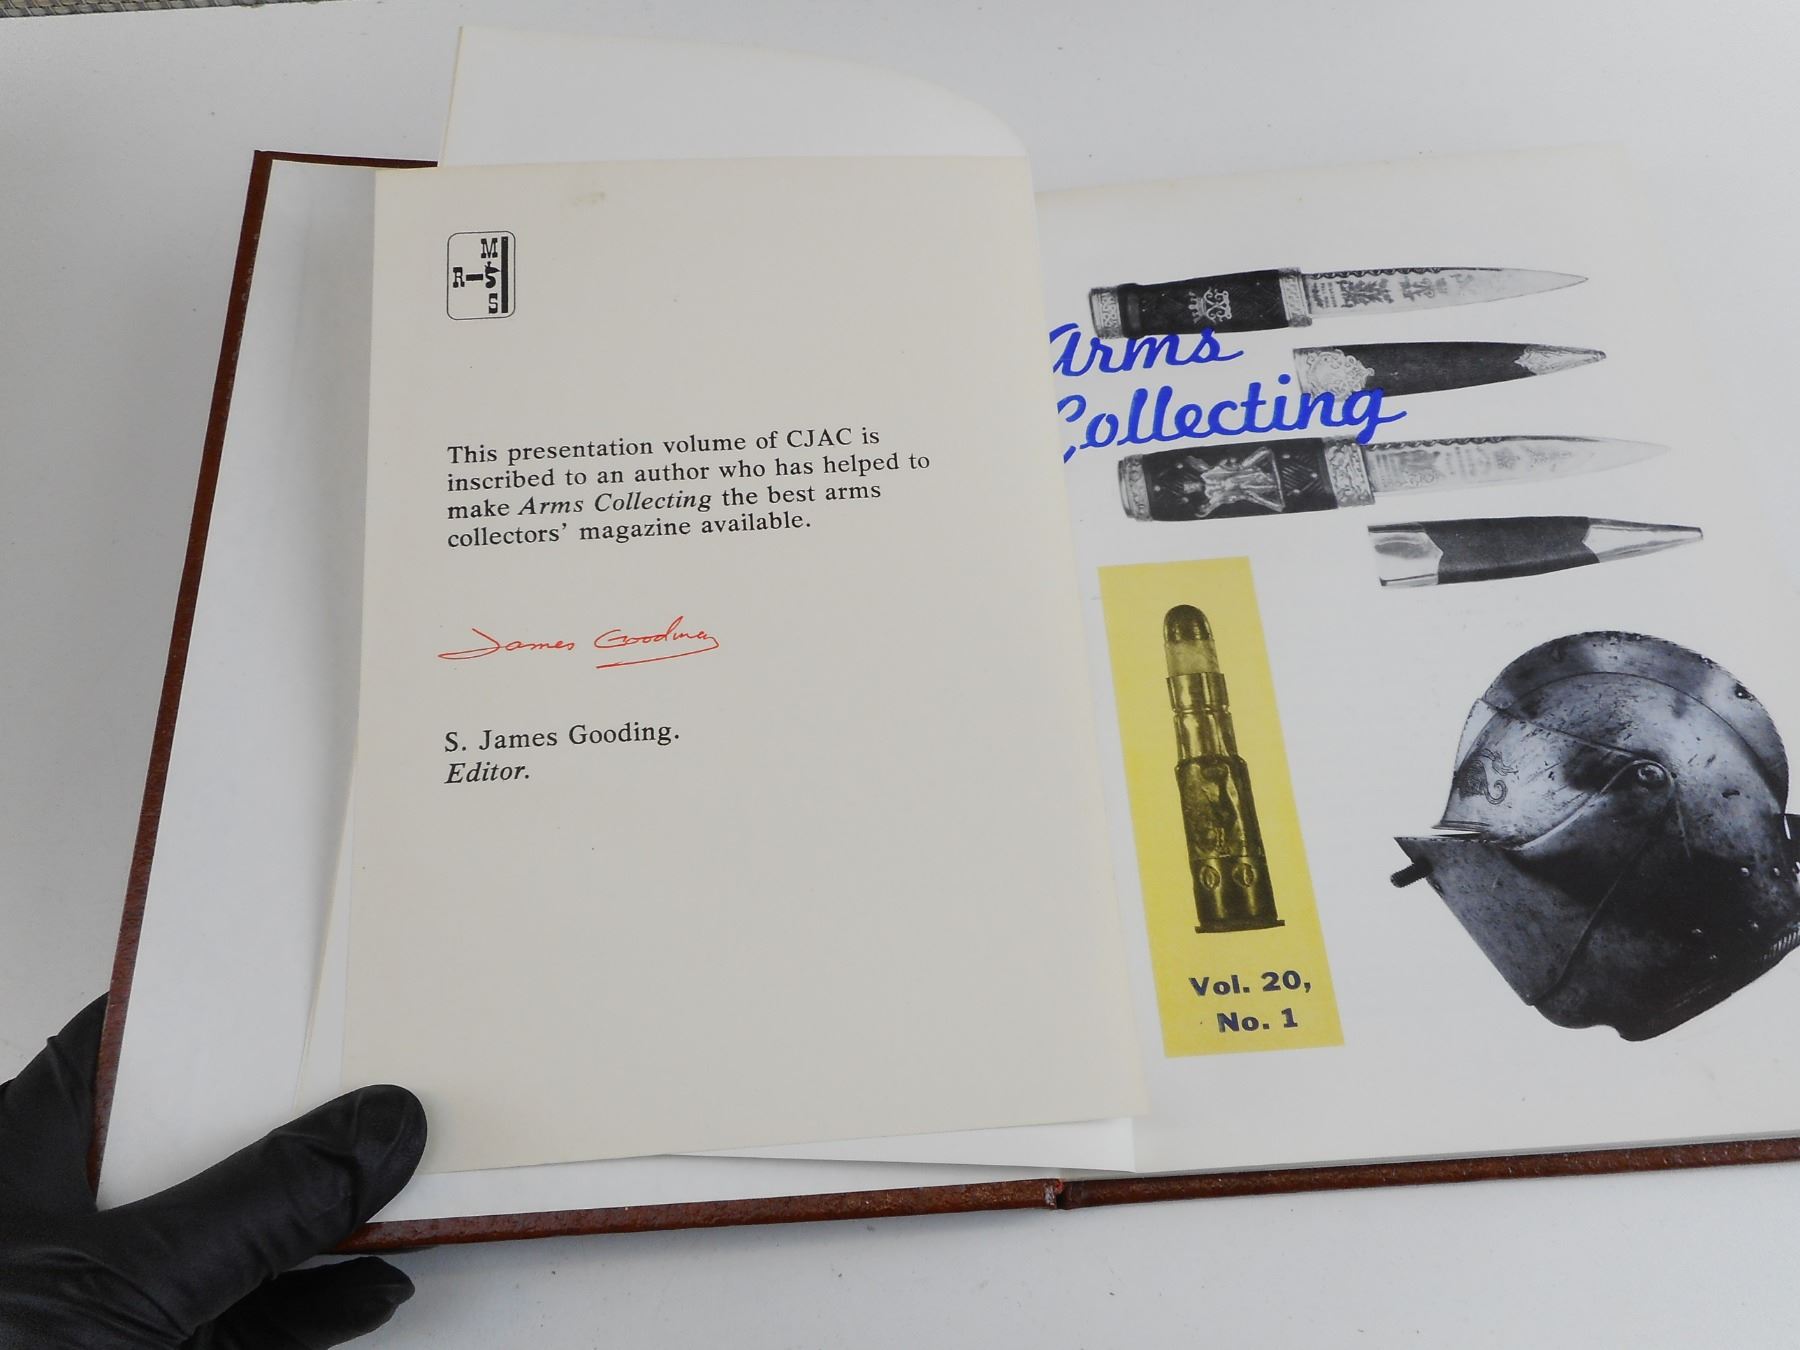 M
R—S
S
This presentation volume of CJAC is
inscribed to an author who has helped to
make Arms Collecting the best arms
collectors' magazine available.
James Gooding
S. James Gooding.
Editor.
Arms
Collecting
Vol. 20,
No. 1